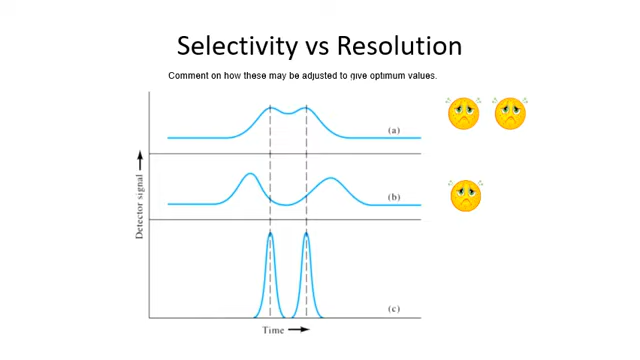 Selectivity vs Resolution
Comment on how these may be adjusted to give optimum values.
(a)
(b)
(c)
Detector signal
Time